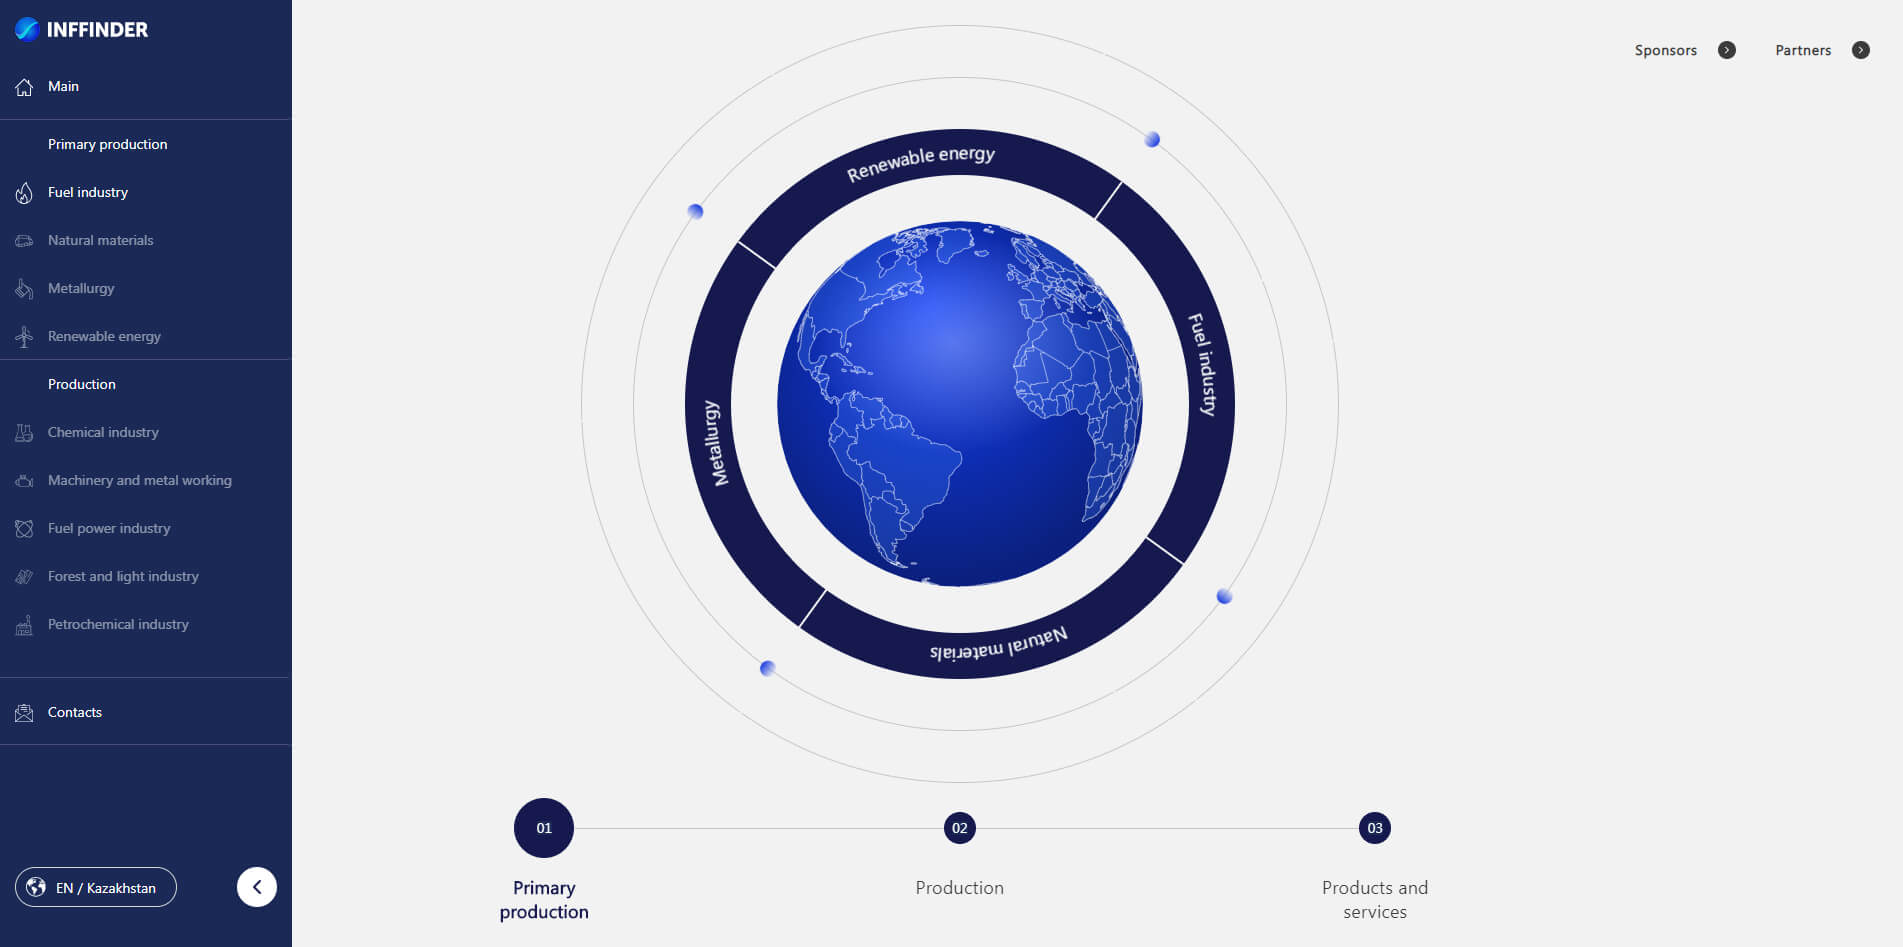 INFFINDER
Main
Primary production
Fuel industry
Natural materials
Metallurgy
Renewable energy
Production
Chemical industry
Machinery and metal working
Fuel power industry
Forest and light industry
Petrochemical industry
Contacts
EN / Kazakhstan
Sponsors
Partners
Renewable energy
Fuel industry
Metallurgy
Natural materials
01
02
03
Primary
production
Production
Products and
services